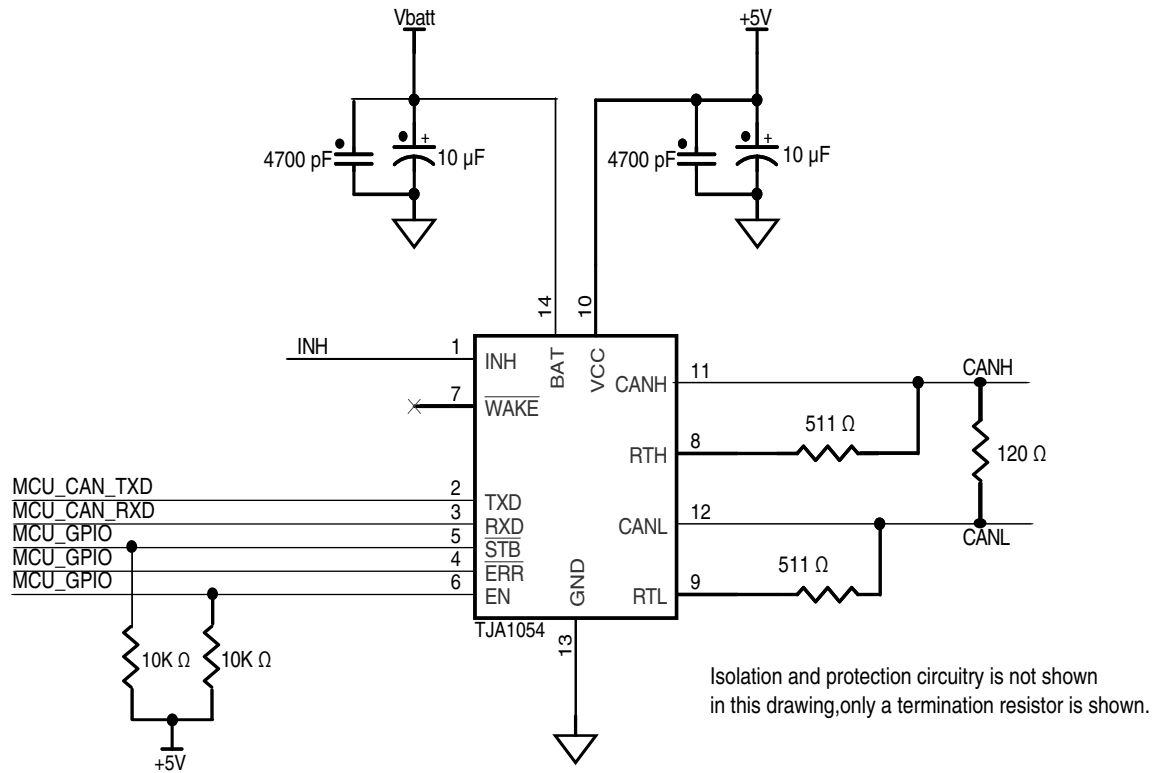 Vbatt
+5V
4700 pF
+
10 µF
4700 pF
+
10 µF
14
10
INH
1
INH
BAT
VCC
7
WAKE
CANH
11
CANH
511 Ω
RTH
8
120 Ω
MCU_CAN_TXD
2
TXD
MCU_CAN_RXD
3
RXD
CANL
12
CANL
MCU_GPIO
5
STB
MCU_GPIO
4
ERR
MCU_GPIO
6
EN
511 Ω
GND
RTL
9
TJA1054
13
10K Ω
10K Ω
+5V
Isolation and protection circuitry is not shown
in this drawing,only a termination resistor is shown.